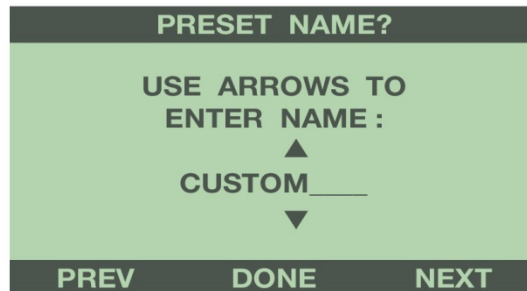 PRESET NAME?
USE ARROWS TO
ENTER NAME :
▲
CUSTOM____
▼
PREV DONE NEXT